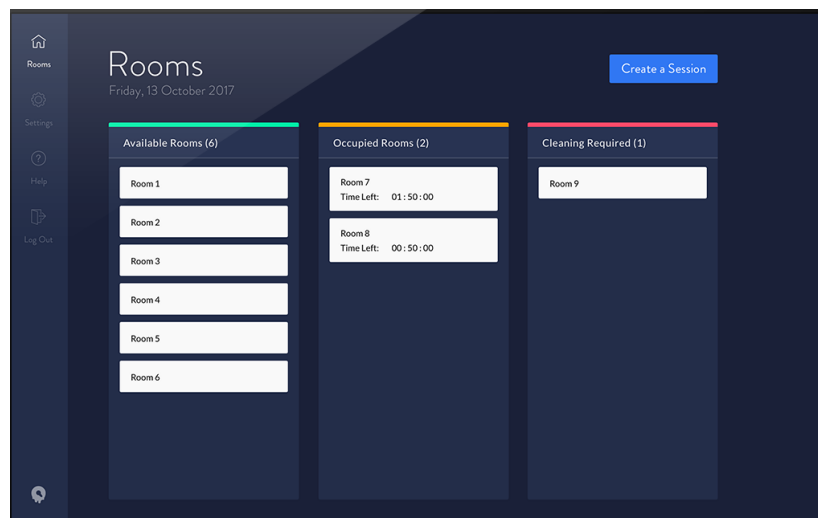 Rooms
Settings
Help
Log Out
Rooms
Friday, 13 October 2017
Create a Session
Available Rooms (6)
Room 1
Room 2
Room 3
Room 4
Room 5
Room 6
Occupied Rooms (2)
Room 7
Time Left: 01 : 50 : 00
Room 8
Time Left: 00 : 50 : 00
Cleaning Required (1)
Room 9